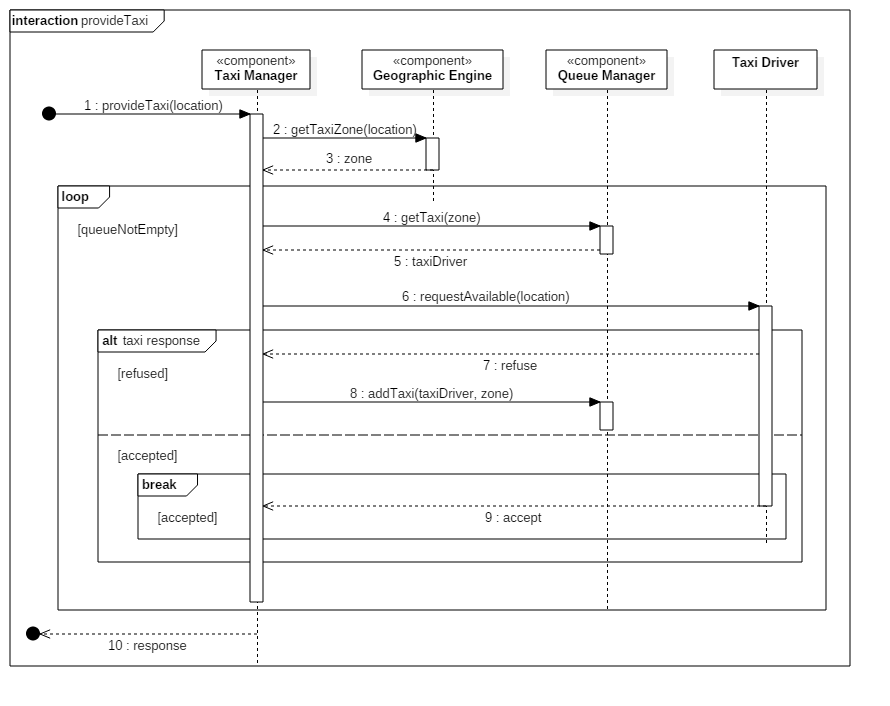 interaction provideTaxi
«component»
Taxi Manager
«component»
Geographic Engine
«component»
Queue Manager
Taxi Driver
1 : provideTaxi(location)
2 : getTaxiZone(location)
3 : zone
loop
[queueNotEmpty]
4 : getTaxi(zone)
5 : taxiDriver
6 : requestAvailable(location)
alt taxi response
7 : refuse
[refused]
8 : addTaxi(taxiDriver, zone)
[accepted]
break
[accepted]
9 : accept
10 : response